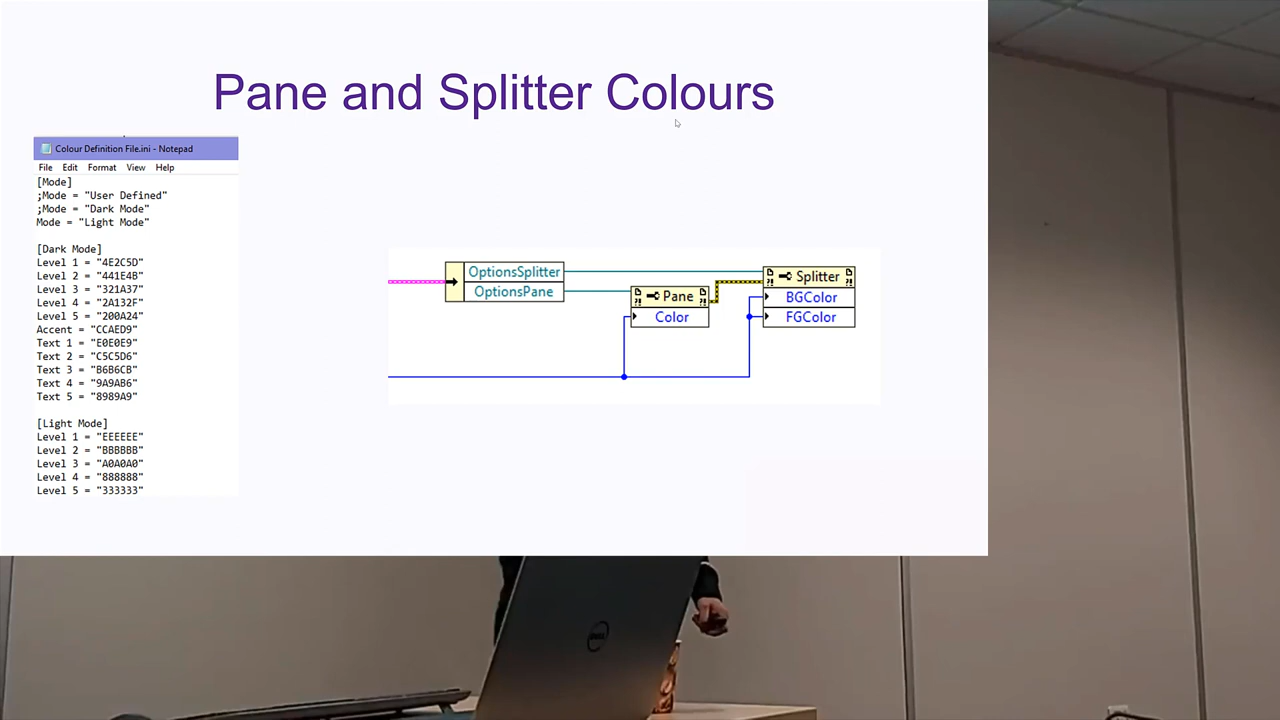 Pane and Splitter Colours
Colour Definition File.ini - Notepad
File Edit Format View Help
[Mode]
;Mode = "User Defined"
;Mode = "Dark Mode"
Mode = "Light Mode"
[Dark Mode]
Level 1 = "4E2C5D"
Level 2 = "441E4B"
Level 3 = "321A37"
Level 4 = "2A132F"
Level 5 = "200A24"
Accent = "CCAED9"
Text 1 = "E0E0E9"
Text 2 = "C5C5D6"
Text 3 = "B6B6CB"
Text 4 = "9A9AB6"
Text 5 = "8989A9"
[Light Mode]
Level 1 = "EEEEEE"
Level 2 = "BBBBBB"
Level 3 = "A0A0A0"
Level 4 = "888888"
Level 5 = "333333"
OptionsSplitter
OptionsPane
Pane
Color
Splitter
BGColor
FGColor
DELL